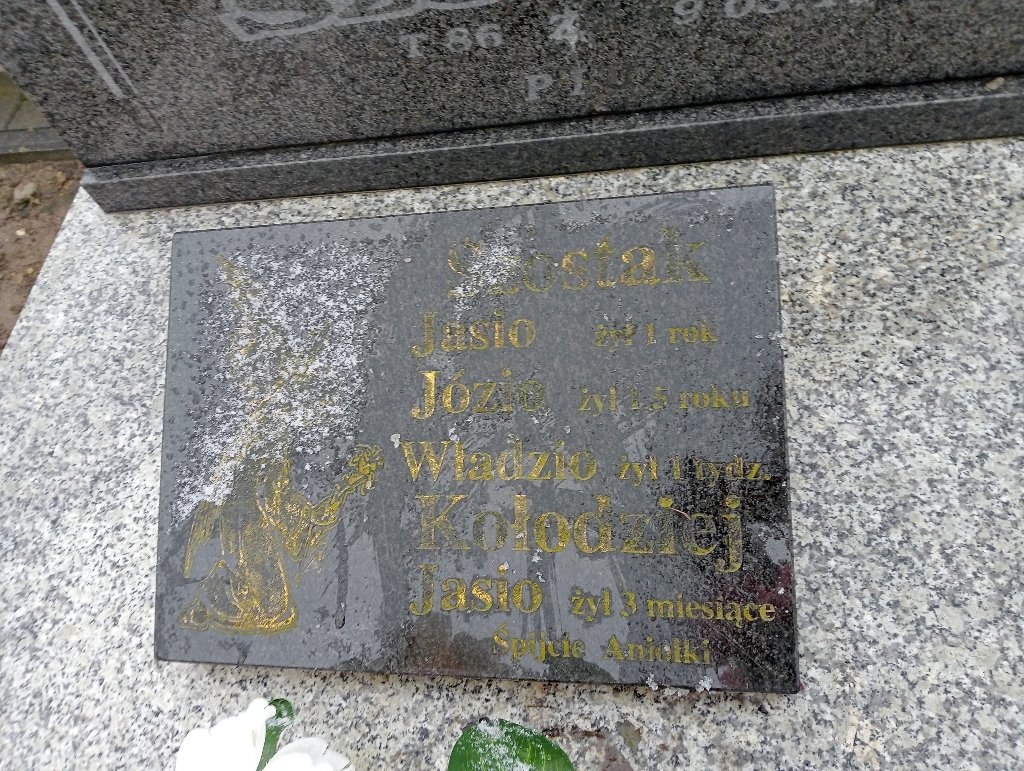 T 86
Szostak
Jasio żył 1 rok
Józio żył 1,5 roku
Władzio żył 1 tydz.
Kołodziej
Jasio żył 3 miesiące
Śpijcie Aniołki